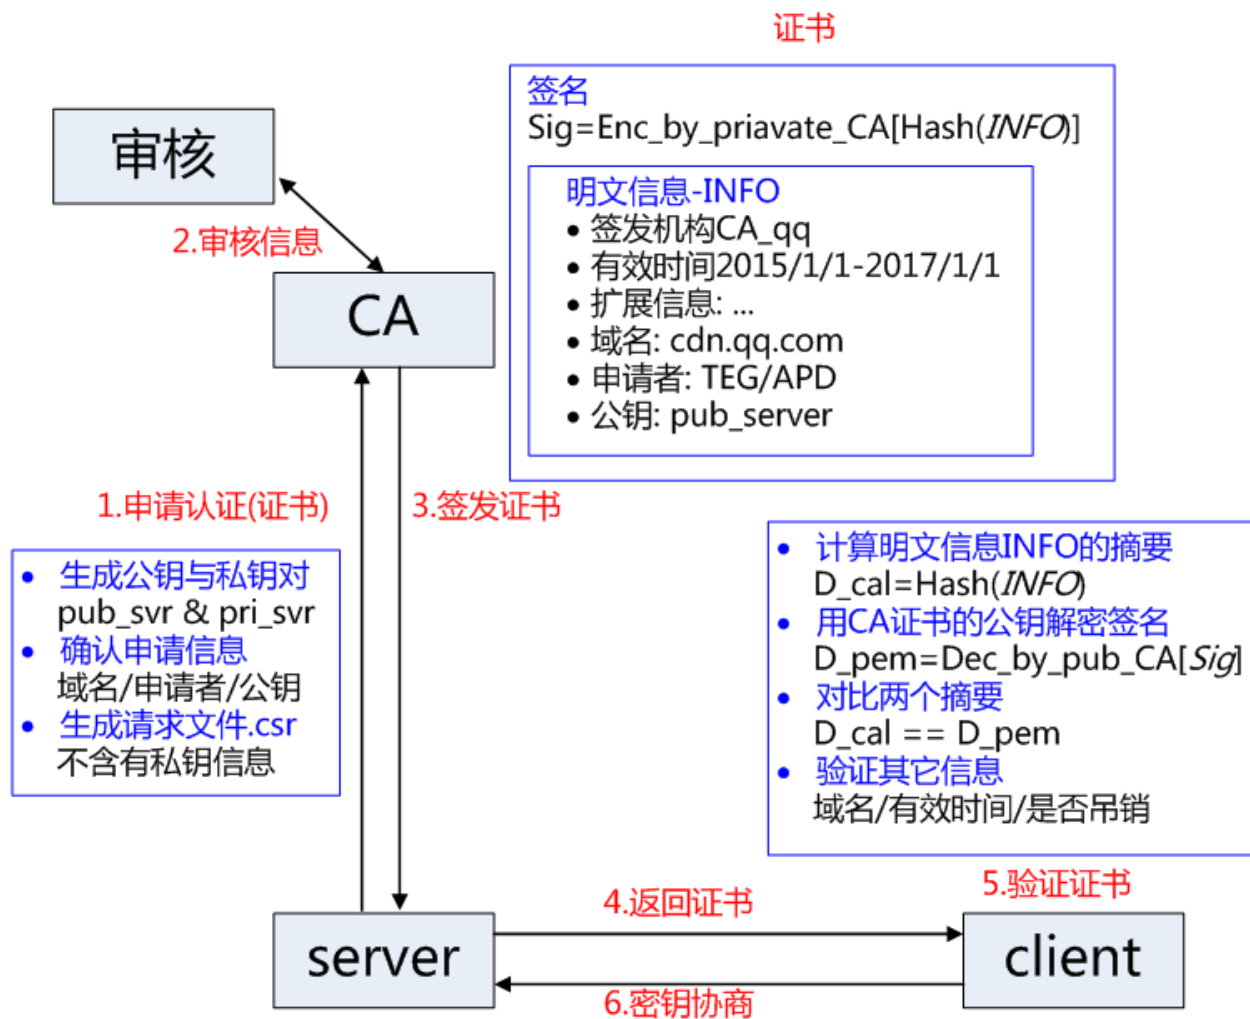 证书
签名
Sig=Enc_by_priavate_CA[Hash(INFO)]
明文信息-INFO
• 签发机构CA_qq
• 有效时间2015/1/1-2017/1/1
• 扩展信息: ...
• 域名: cdn.qq.com
• 申请者: TEG/APD
• 公钥: pub_server
审核
2.审核信息
CA
1.申请认证(证书)
3.签发证书
• 生成公钥与私钥对
pub_svr & pri_svr
• 确认申请信息
域名/申请者/公钥
• 生成请求文件.csr
不含有私钥信息
• 计算明文信息INFO的摘要
D_cal=Hash(INFO)
• 用CA证书的公钥解密签名
D_pem=Dec_by_pub_CA[Sig]
• 对比两个摘要
D_cal == D_pem
• 验证其它信息
域名/有效时间/是否吊销
4.返回证书
5.验证证书
server
client
6.密钥协商